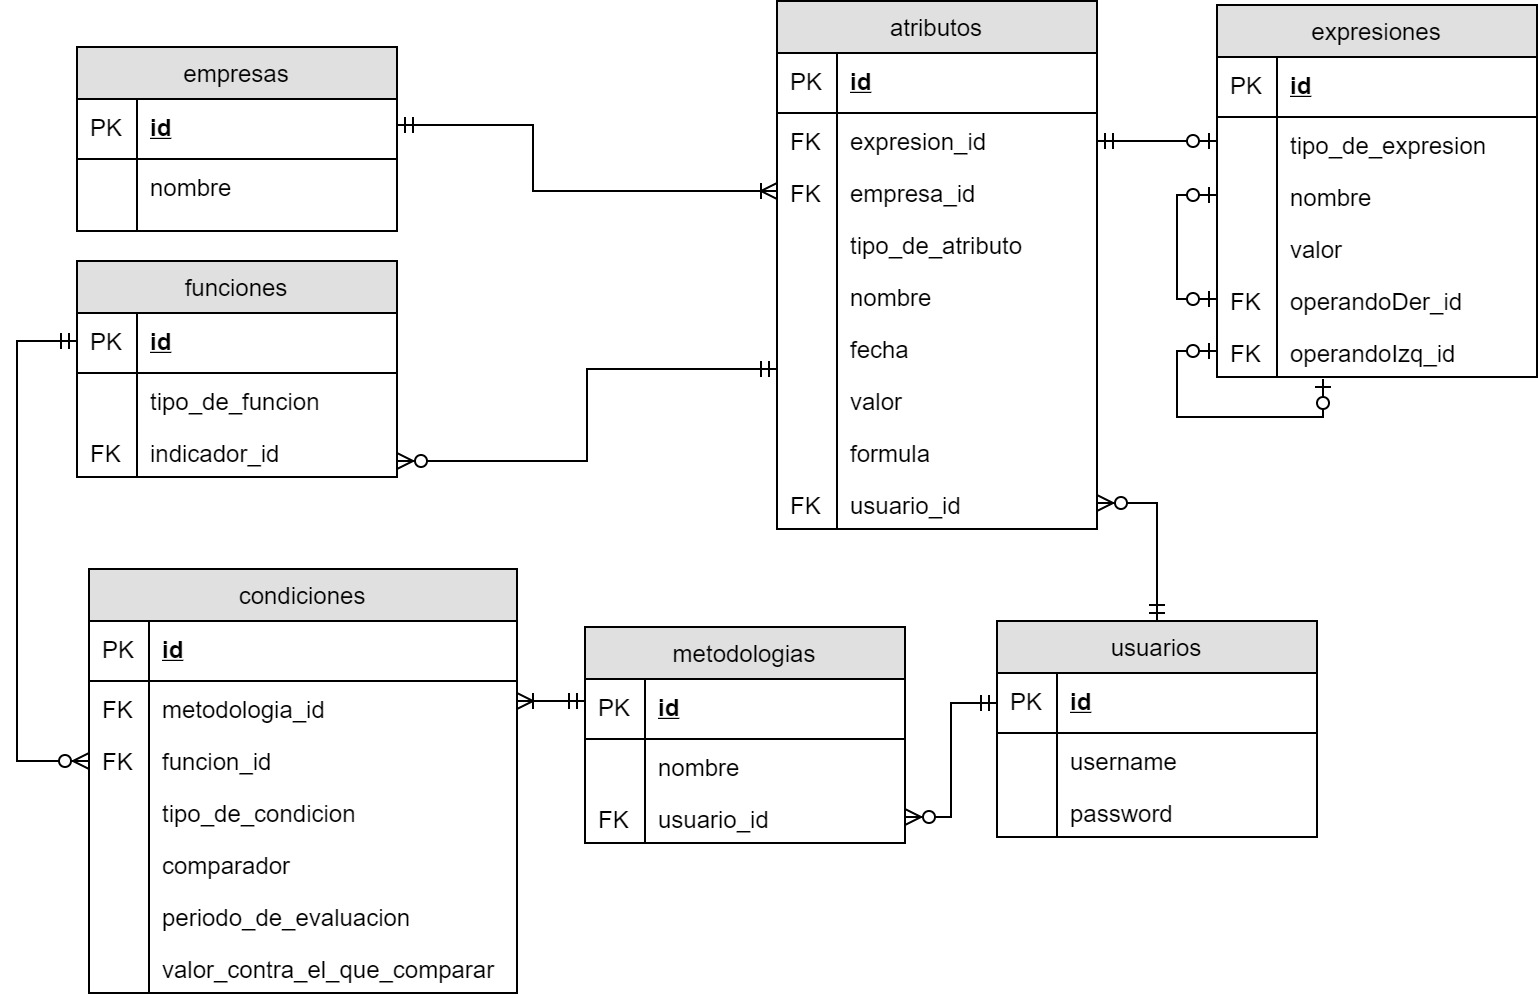 empresas
PK id
nombre
funciones
PK id
tipo_de_funcion
FK indicador_id
atributos
PK id
FK expresion_id
FK empresa_id
tipo_de_atributo
nombre
fecha
valor
formula
FK usuario_id
expresiones
PK id
tipo_de_expresion
nombre
valor
FK operandoDer_id
FK operandoIzq_id
condiciones
PK id
FK metodologia_id
FK funcion_id
tipo_de_condicion
comparador
periodo_de_evaluacion
valor_contra_el_que_comparar
metodologias
PK id
nombre
FK usuario_id
usuarios
PK id
username
password